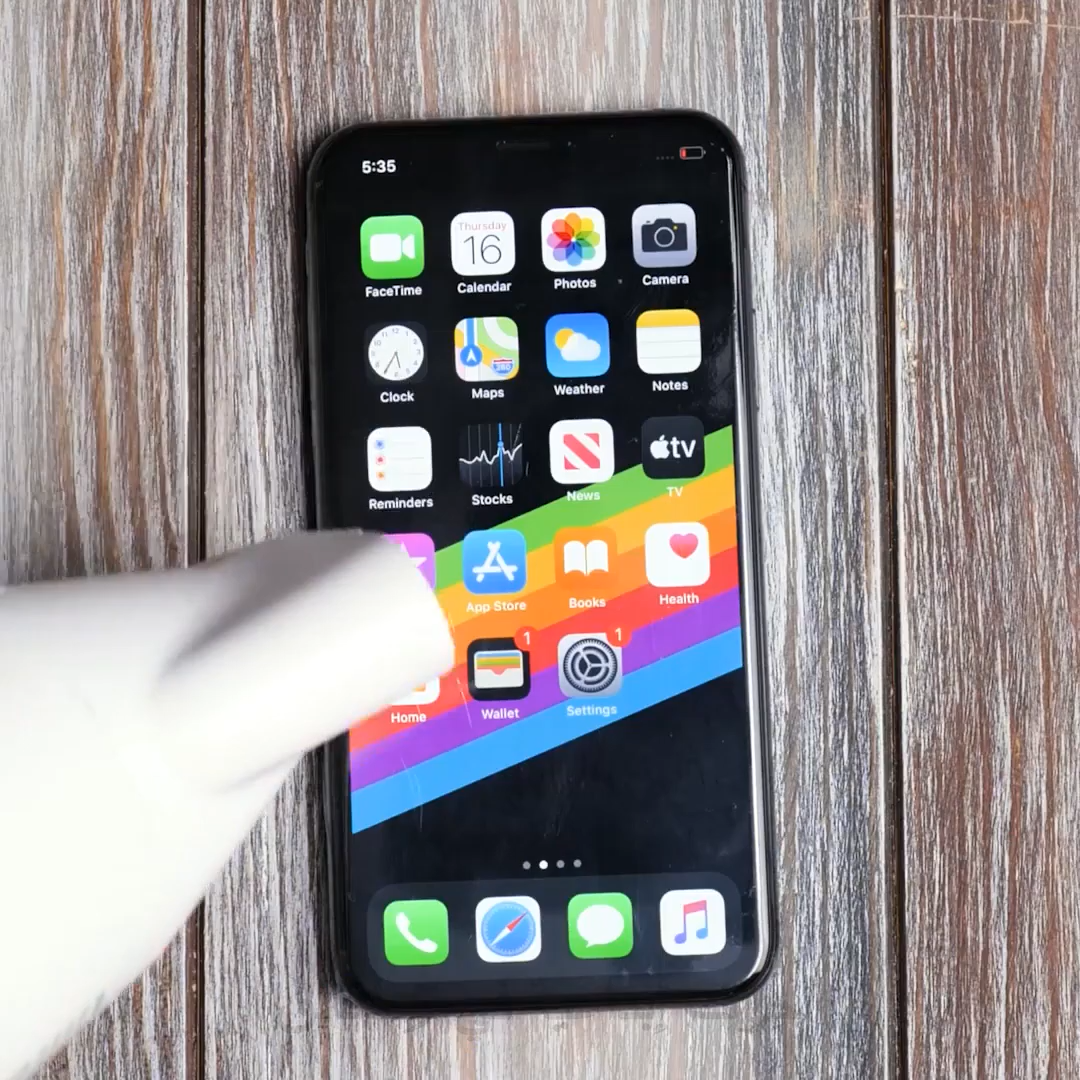 5:35
Thursday
16
FaceTime
Calendar
Photos
Camera
Clock
Maps
Weather
Notes
280
Reminders
Stocks
News
tv
TV
App Store
Books
Health
1
1
Home
Wallet
Settings